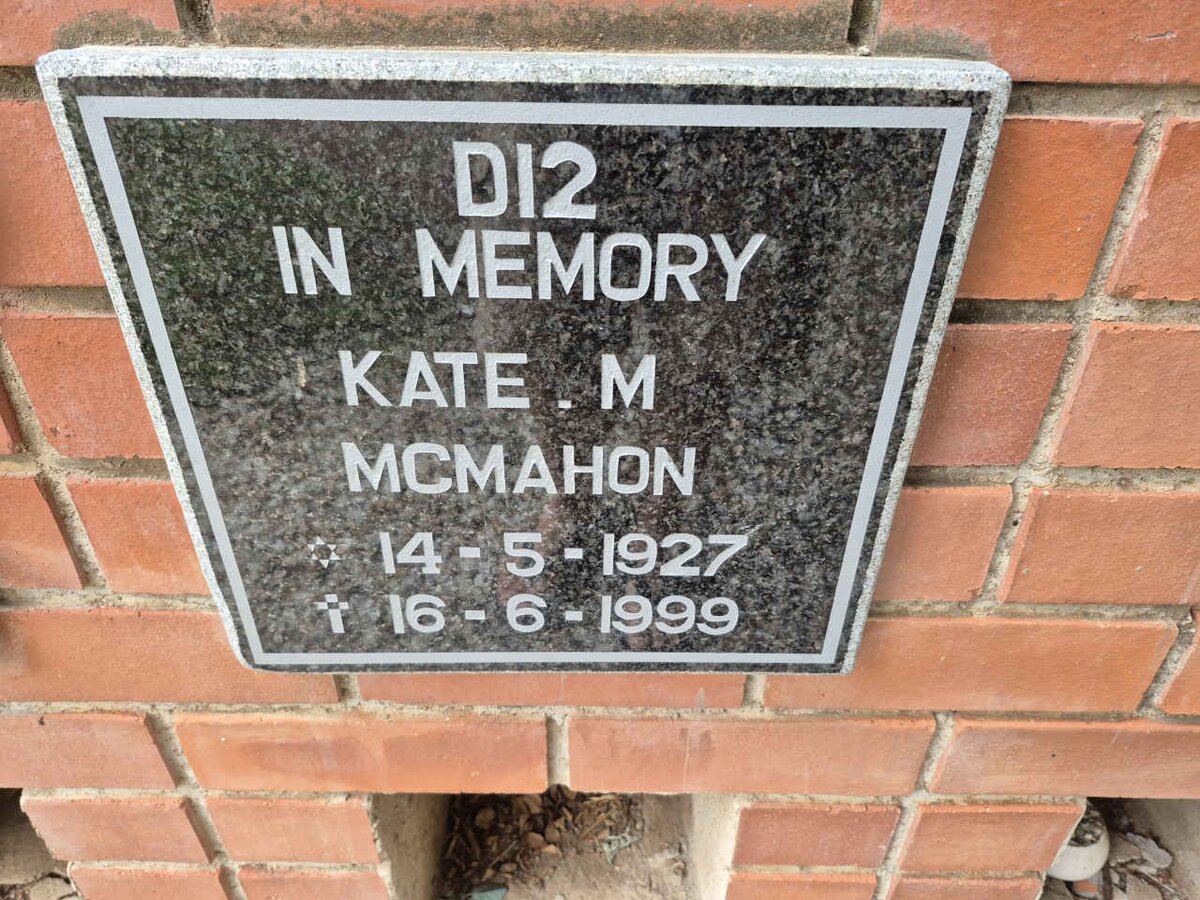 D12
IN MEMORY
KATE . M
MCMAHON
✡ 14 - 5 - 1927
✝ 16 - 6 - 1999